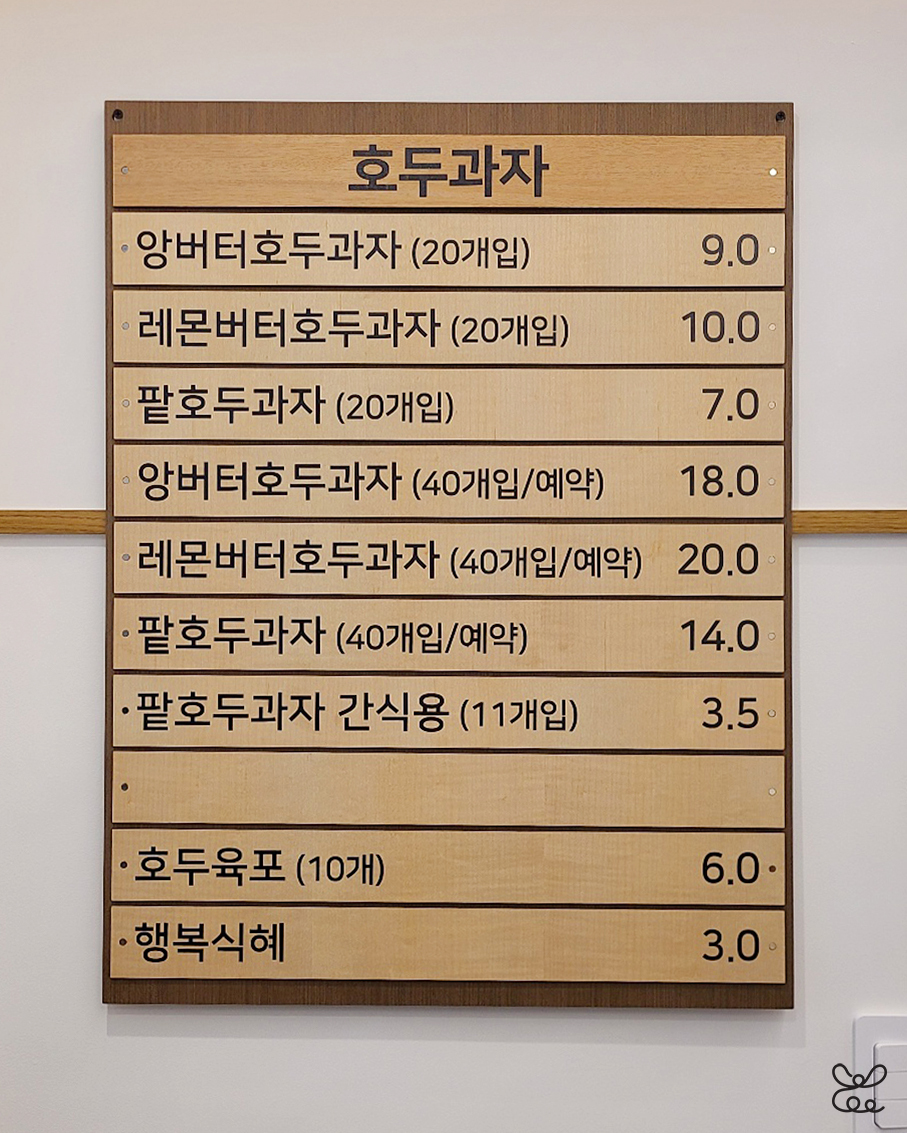 호두과자
앙버터호두과자 (20개입) 9.0
레몬버터호두과자 (20개입) 10.0
팥호두과자 (20개입) 7.0
앙버터호두과자 (40개입/예약) 18.0
레몬버터호두과자 (40개입/예약) 20.0
팥호두과자 (40개입/예약) 14.0
팥호두과자 간식용 (11개입) 3.5
호두육포 (10개) 6.0
행복식혜 3.0